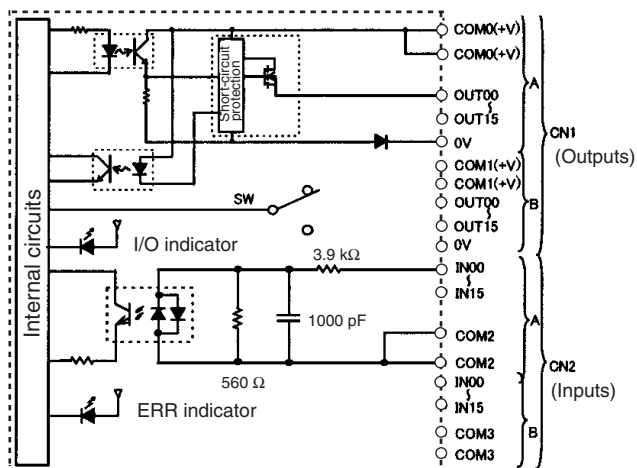 Internal circuits
Short-circuit protection
SW
I/O indicator
3.9 kΩ
1000 pF
560 Ω
ERR indicator
COM0(+V)
COM0(+V)
OUT00
OUT15
0V
A
COM1(+V)
COM1(+V)
OUT00
OUT15
0V
B
CN1
(Outputs)
IN00
IN15
COM2
COM2
A
IN00
IN15
COM3
COM3
B
CN2
(Inputs)